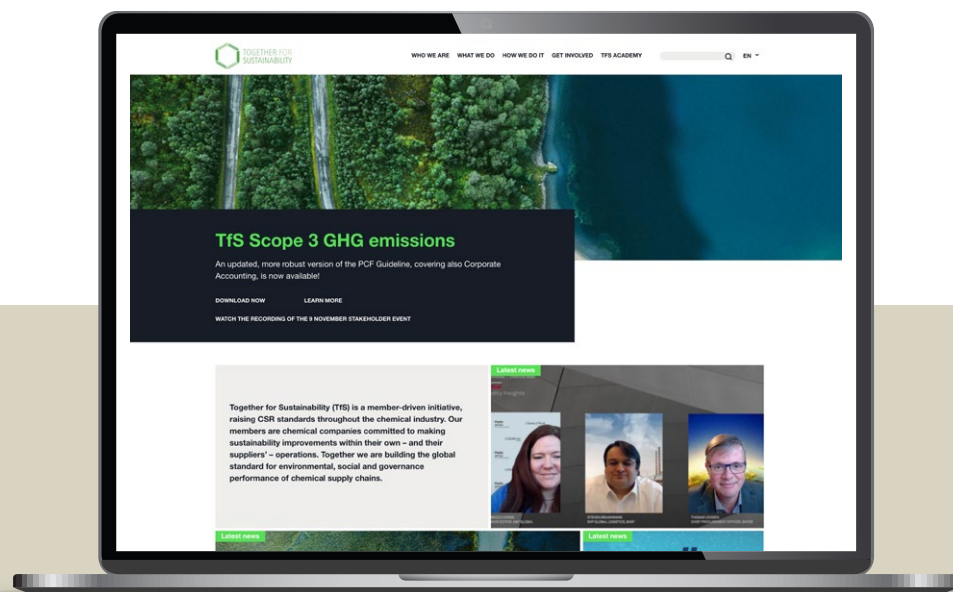 TOGETHER FOR
SUSTAINABILITY
WHO WE ARE WHAT WE DO HOW WE DO IT GET INVOLVED TFS ACADEMY EN
TfS Scope 3 GHG emissions
An updated, more robust version of the PCF Guideline, covering also Corporate
Accounting, is now available!
DOWNLOAD NOW LEARN MORE
WATCH THE RECORDING OF THE 9 NOVEMBER STAKEHOLDER EVENT
Together for Sustainability (TfS) is a member-driven initiative,
raising CSR standards throughout the chemical industry. Our
members are chemical companies committed to making
sustainability improvements within their own – and their
suppliers' – operations. Together we are building the global
standard for environmental, social and governance
performance of chemical supply chains.
Latest news
Latest news
Latest news